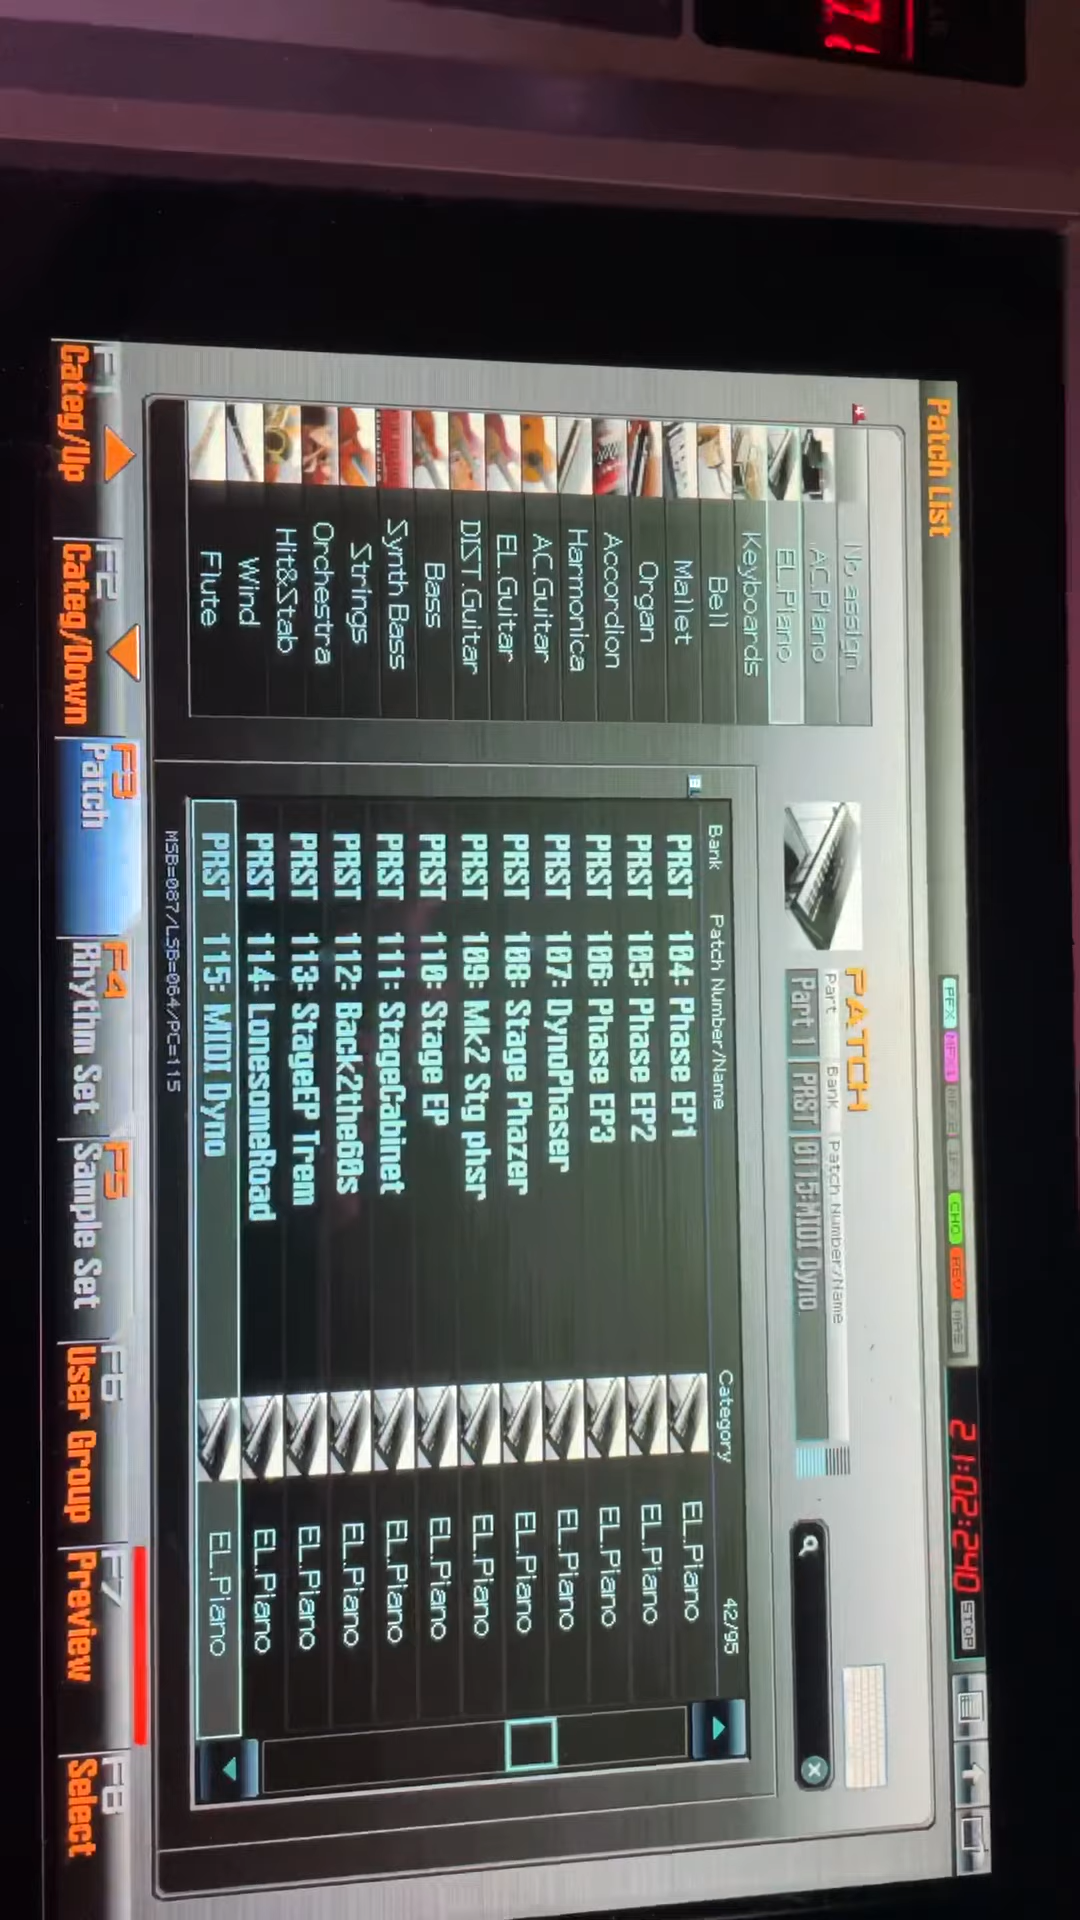 Patch List
PFX MFX1
CHO REV MAS
21:02:240 STOP
No assign
AC.Piano
EL.Piano
Keyboards
Bell
Mallet
Organ
Accordion
Harmonica
AC.Guitar
EL.Guitar
DIST.Guitar
Bass
Synth Bass
Strings
Orchestra
Hit&Stab
Wind
Flute
PATCH
Part Bank Patch Number/Name
Part 1 PRST 0115:MIDI Dyno
Bank Patch Number/Name Category 42/95
PRST 104: Phase EP1 EL.Piano
PRST 105: Phase EP2 EL.Piano
PRST 106: Phase EP3 EL.Piano
PRST 107: DynoPhaser EL.Piano
PRST 108: Stage Phazer EL.Piano
PRST 109: Mk2 Stg phsr EL.Piano
PRST 110: Stage EP EL.Piano
PRST 111: StageCabinet EL.Piano
PRST 112: Back2the60s EL.Piano
PRST 113: StageEP Trem EL.Piano
PRST 114: LonesomeRoad EL.Piano
PRST 115: MIDI Dyno EL.Piano
MSB=087/LSB=064/PC=115
F1 F2 F3 F4 F5 F6 F7 F8
Categ/Up Categ/Down Patch Rhythm Set Sample Set User Group Preview Select